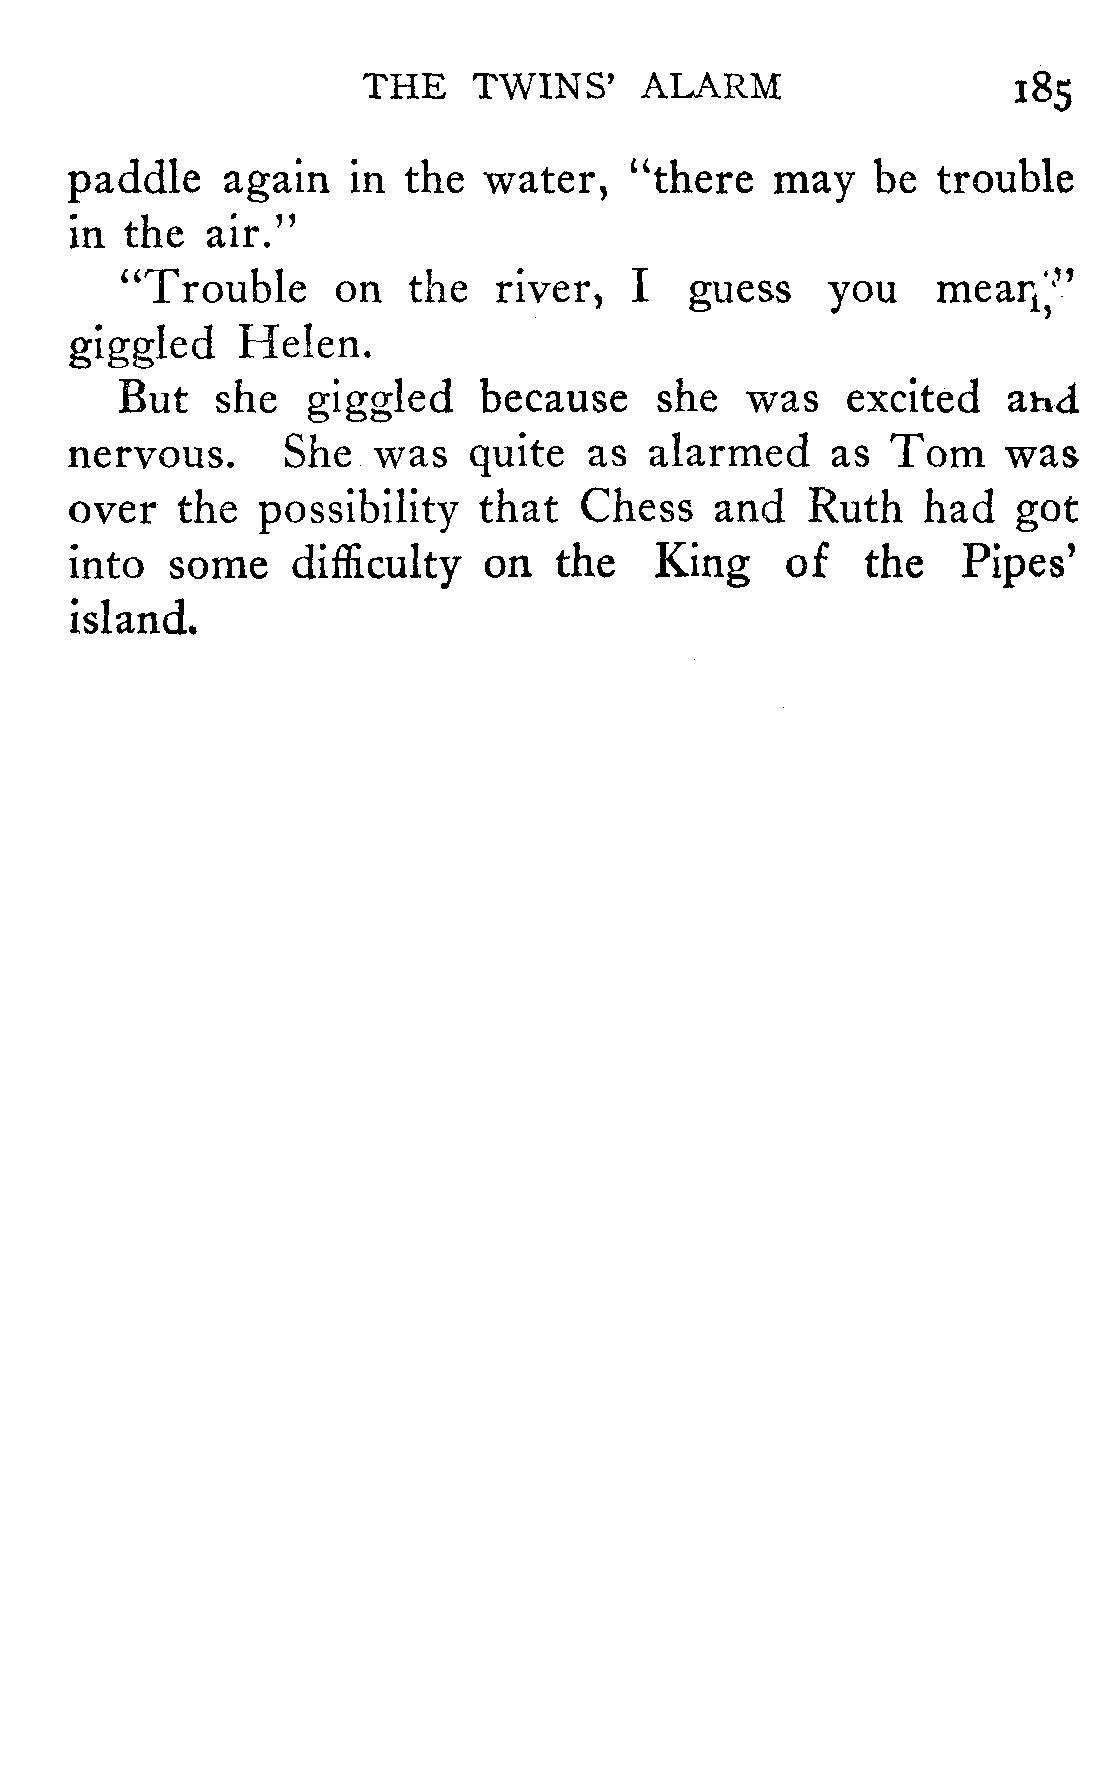 THE TWINS' ALARM 185
paddle again in the water, "there may be trouble
in the air."
"Trouble on the river, I guess you mean,"
giggled Helen.
But she giggled because she was excited and
nervous. She was quite as alarmed as Tom was
over the possibility that Chess and Ruth had got
into some difficulty on the King of the Pipes'
island.